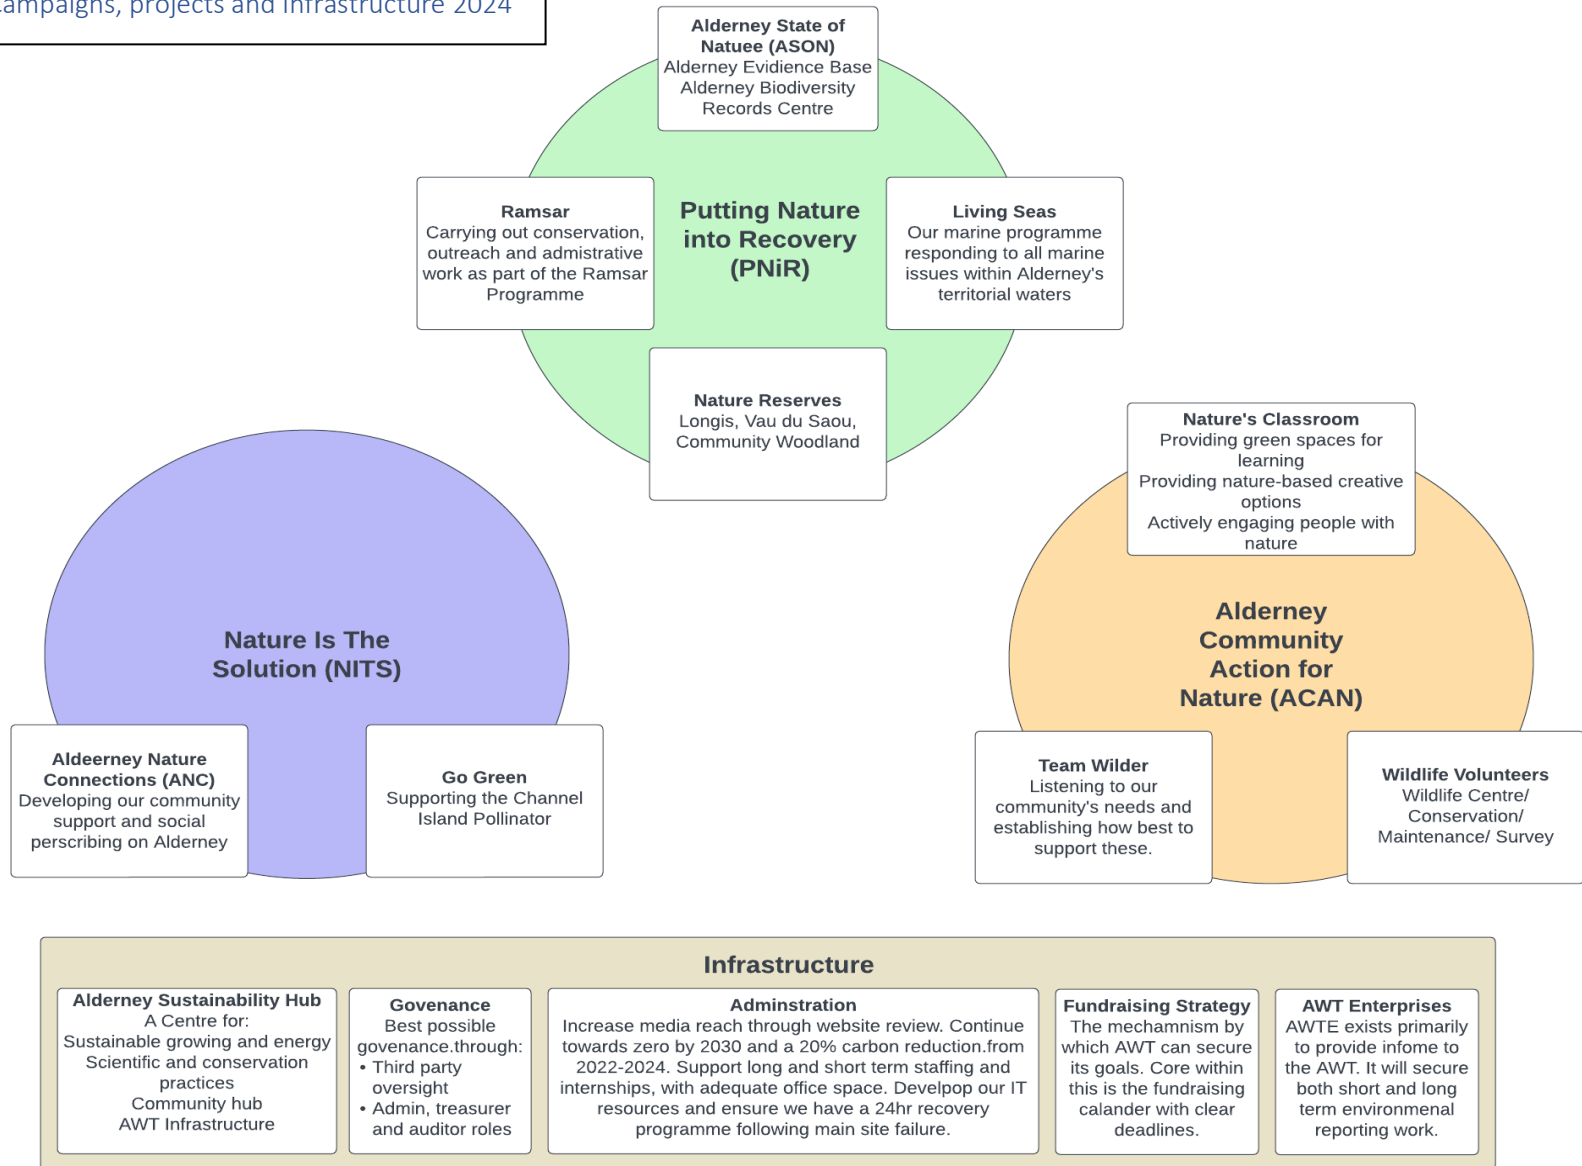 Campaigns, projects and Infrastructure 2024
Alderney State of
Natuee (ASON)
Alderney Evidience Base
Alderney Biodiversity
Records Centre
Ramsar
Carrying out conservation,
outreach and admistrative
work as part of the Ramsar
Programme
Putting Nature
into Recovery
(PNiR)
Living Seas
Our marine programme
responding to all marine
issues within Alderney's
territorial waters
Nature Reserves
Longis, Vau du Saou,
Community Woodland
Nature Is The
Solution (NITS)
Aldeerney Nature
Connections (ANC)
Developing our community
support and social
perscribing on Alderney
Go Green
Supporting the Channel
Island Pollinator
Nature's Classroom
Providing green spaces for
learning
Providing nature-based creative
options
Actively engaging people with
nature
Alderney
Community
Action for
Nature (ACAN)
Team Wilder
Listening to our
community's needs and
establishing how best to
support these.
Wildlife Volunteers
Wildlife Centre/
Conservation/
Maintenance/ Survey
Infrastructure
Alderney Sustainability Hub
A Centre for:
Sustainable growing and energy
Scientific and conservation
practices
Community hub
AWT Infrastructure
Govenance
Best possible
govenance.through:
• Third party
oversight
• Admin, treasurer
and auditor roles
Adminstration
Increase media reach through website review. Continue
towards zero by 2030 and a 20% carbon reduction.from
2022-2024. Support long and short term staffing and
internships, with adequate office space. Develpop our IT
resources and ensure we have a 24hr recovery
programme following main site failure.
Fundraising Strategy
The mechamnism by
which AWT can secure
its goals. Core within
this is the fundraising
calander with clear
deadlines.
AWT Enterprises
AWTE exists primarily
to provide infome to
the AWT. It will secure
both short and long
term environmenal
reporting work.